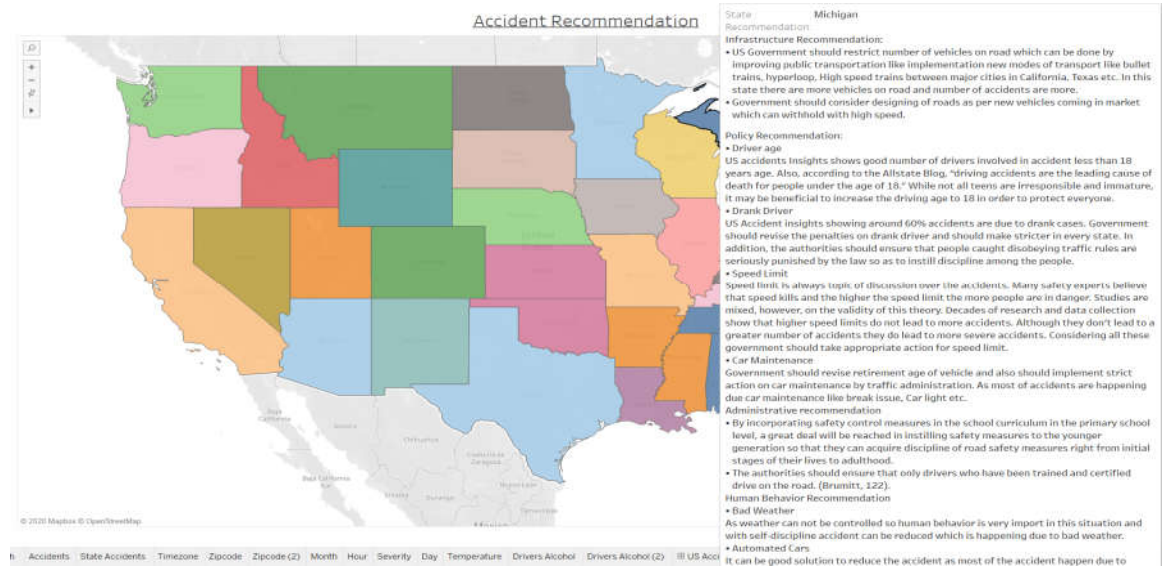 Accident Recommendation
State Michigan
Recommendation
Infrastructure Recommendation:
• US Government should restrict number of vehicles on road which can be done by
improving public transportation like implementation new modes of transport like bullet
trains, hyperloop, High speed trains between major cities in California, Texas etc. In this
state there are more vehicles on road and number of accidents are more.
• Government should consider designing of roads as per new vehicles coming in market
which can withhold with high speed.
Policy Recommendation:
• Driver age
US accidents Insights shows good number of drivers involved in accident less than 18
years age. Also, according to the Allstate Blog, "driving accidents are the leading cause of
death for people under the age of 18." While not all teens are irresponsible and immature,
it may be beneficial to increase the driving age to 18 in order to protect everyone.
• Drank Driver
US Accident insights showing around 60% accidents are due to drank cases. Government
should revise the penalties on drank driver and should make stricter in every state. In
addition, the authorities should ensure that people caught disobeying traffic rules are
seriously punished by the law so as to instill discipline among the people.
• Speed Limit
Speed limit is always topic of discussion over the accidents. Many safety experts believe
that speed kills and the higher the speed limit the more people are in danger. Studies are
mixed, however, on the validity of this theory. Decades of research and data collection
show that higher speed limits do not lead to more accidents. Although they don't lead to a
greater number of accidents they do lead to more severe accidents. Considering all these
government should take appropriate action for speed limit.
• Car Maintenance
Government should revise retirement age of vehicle and also should implement strict
action on car maintenance by traffic administration. As most of accidents are happening
due car maintenance like break issue, Car light etc.
Administrative recommendation
• By incorporating safety control measures in the school curriculum in the primary school
level, a great deal will be reached in instilling safety measures to the younger
generation so that they can acquire discipline of road safety measures right from initial
stages of their lives to adulthood.
• The authorities should ensure that only drivers who have been trained and certified
drive on the road. (Brumitt, 122).
Human Behavior Recommendation
• Bad Weather
As weather can not be controlled so human behavior is very import in this situation and
with self-discipline accident can be reduced which is happening due to bad weather.
• Automated Cars
It can be good solution to reduce the accident as most of the accident happen due to
Baja California
Chihuahua
Durango
© 2020 Mapbox © OpenStreetMap
h Accidents State Accidents Timezone Zipcode Zipcode (2) Month Hour Severity Day Temperature Drivers Alcohol Drivers Alcohol (2) US Acci